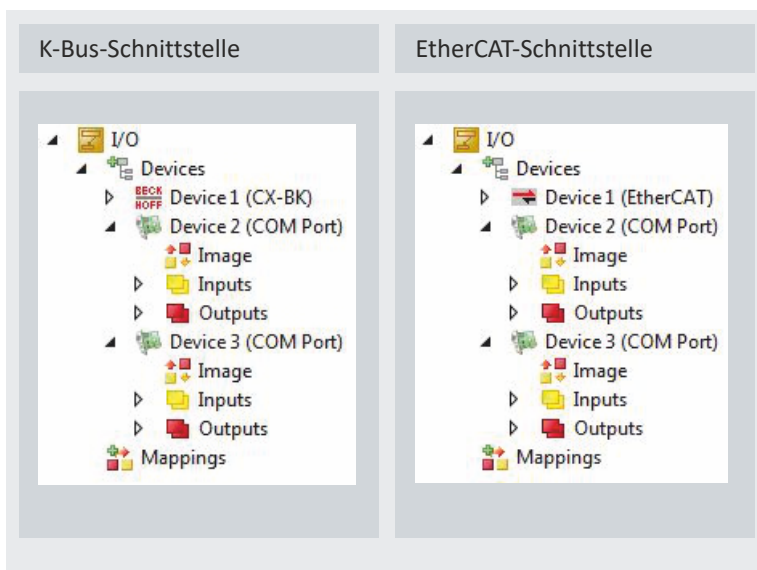 K-Bus-Schnittstelle
I/O
Devices
BECK
HOFF
Device 1 (CX-BK)
Device 2 (COM Port)
Image
Inputs
Outputs
Device 3 (COM Port)
Image
Inputs
Outputs
Mappings
EtherCAT-Schnittstelle
I/O
Devices
Device 1 (EtherCAT)
Device 2 (COM Port)
Image
Inputs
Outputs
Device 3 (COM Port)
Image
Inputs
Outputs
Mappings